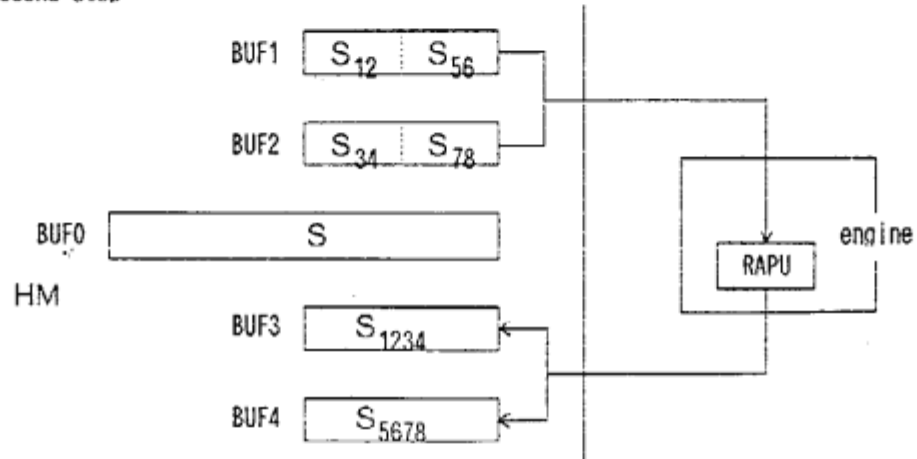 BUF1 S12 S56
BUF2 S34 S78
BUF0 S
engine
RAPU
HM
BUF3 S1234
BUF4 S5678